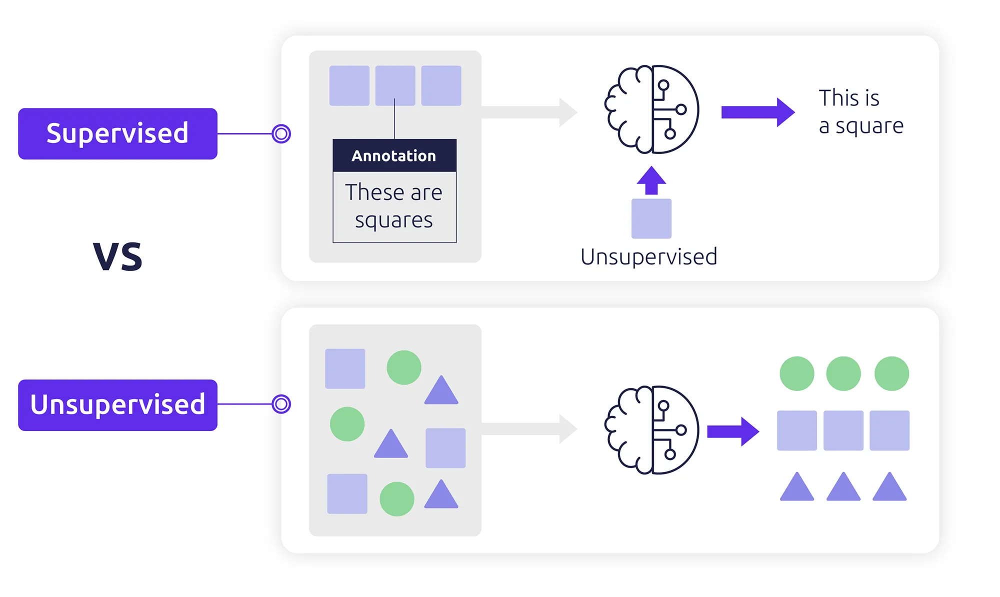 Supervised
Annotation
These are
squares
This is
a square
Unsupervised
vs
Unsupervised